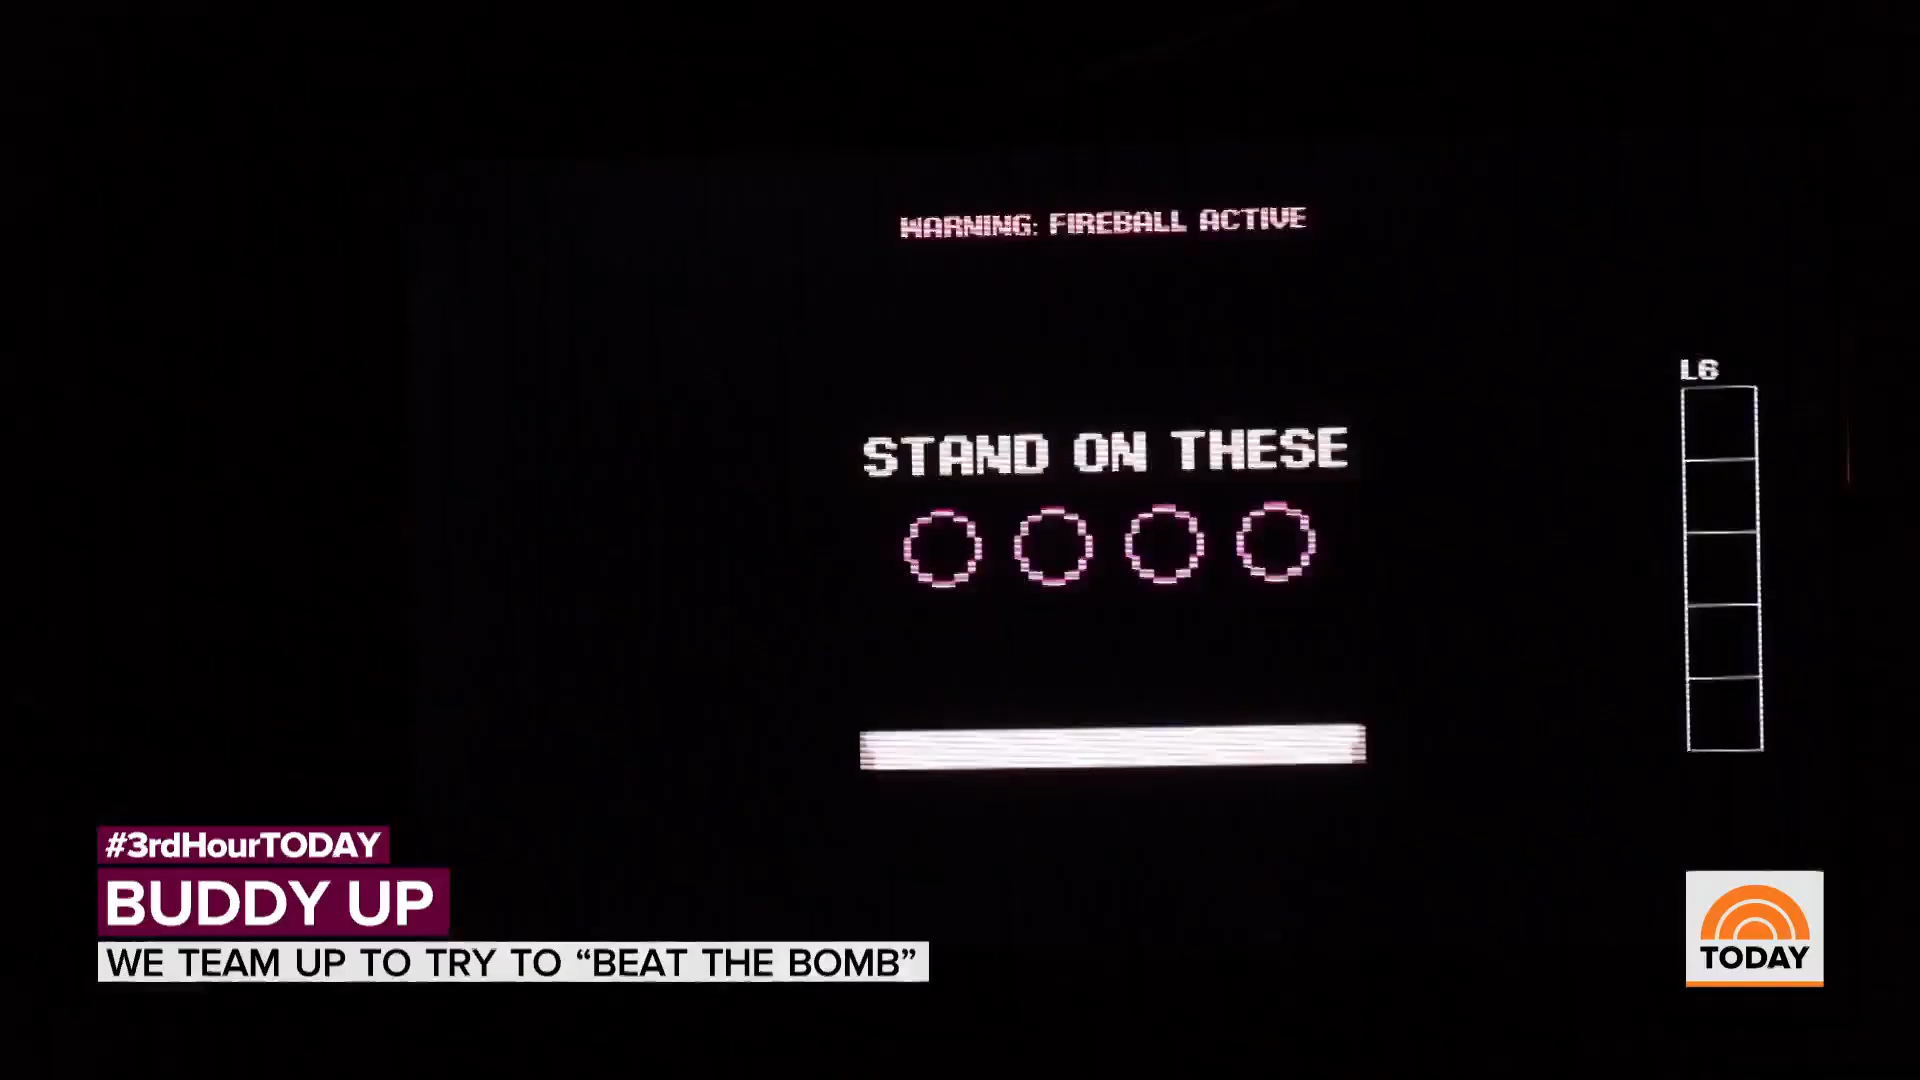 WARNING: FIREBALL ACTIVE
L6
STAND ON THESE
#3rdHourTODAY
BUDDY UP
WE TEAM UP TO TRY TO “BEAT THE BOMB”
TODAY